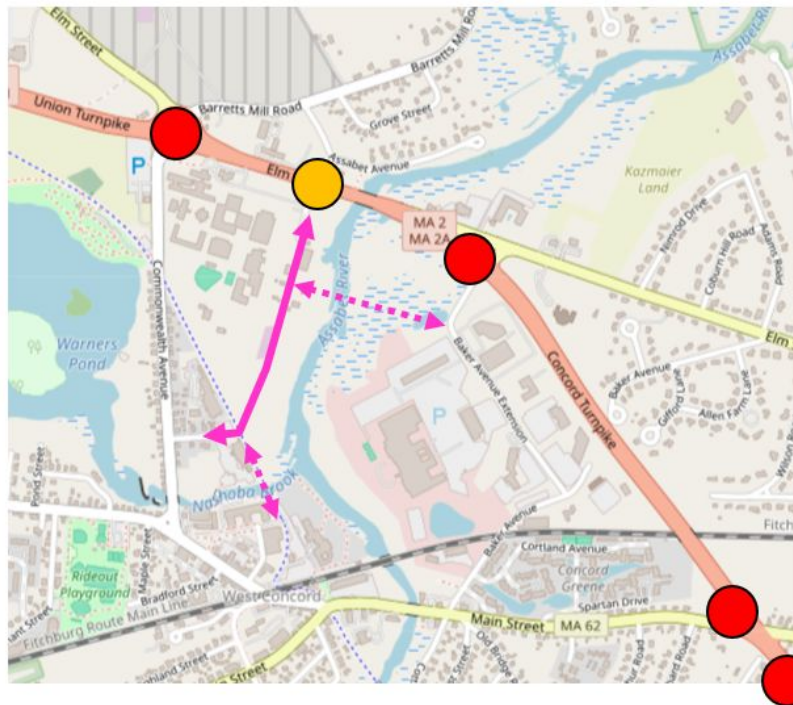 Elm Street
Assabet Ri
Barretts Mill Road
Union Turnpike
Barretts Mill Road
Grove Street
P
Assabet Avenue
Elm
Kazmaier
Land
MA 2
MA 2A
Nimrod Drive
Coburn Hill Road
Adams Road
Commonwealth Avenue
Assabet River
Elm
Warners
Pond
Concord Turnpike
Baker Avenue Extension
Baker Avenue
Gifford Lane
Allen Farm Lane
Wilson Ro
P
Pond Street
Nashoba Brook
Fitch
Baker Avenue
Cortland Avenue
Maple Street
Rideout
Playground
Bradford Street
West Concord
Concord
Greene
Spartan Drive
Fitchburg Route Main Line
Main Street
MA 62
Old Bridge R
ighland Street